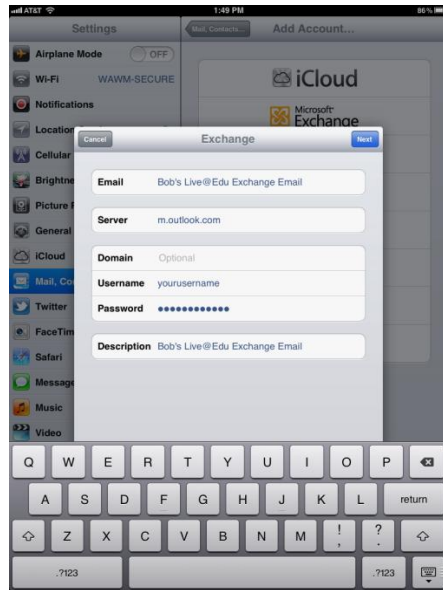 AT&T 1:49 PM 86%
Settings
Mail, Contacts...
Add Account...
Airplane Mode OFF
Wi-Fi WAWM-SECURE
iCloud
Notifications
Microsoft
Exchange
Location
Cancel Exchange Next
Cellular
Brightne
Email Bob's Live@Edu Exchange Email
Picture F
Server m.outlook.com
General
iCloud
Domain Optional
Mail, Co
Username yourusername
Twitter
Password ●●●●●●●●●●●●
FaceTim
Description Bob's Live@Edu Exchange Email
Safari
Message
Music
Video
Q W E R T Y U I O P
A S D F G H J K L return
Z X C V B N M ! , ? .
.?123 .?123